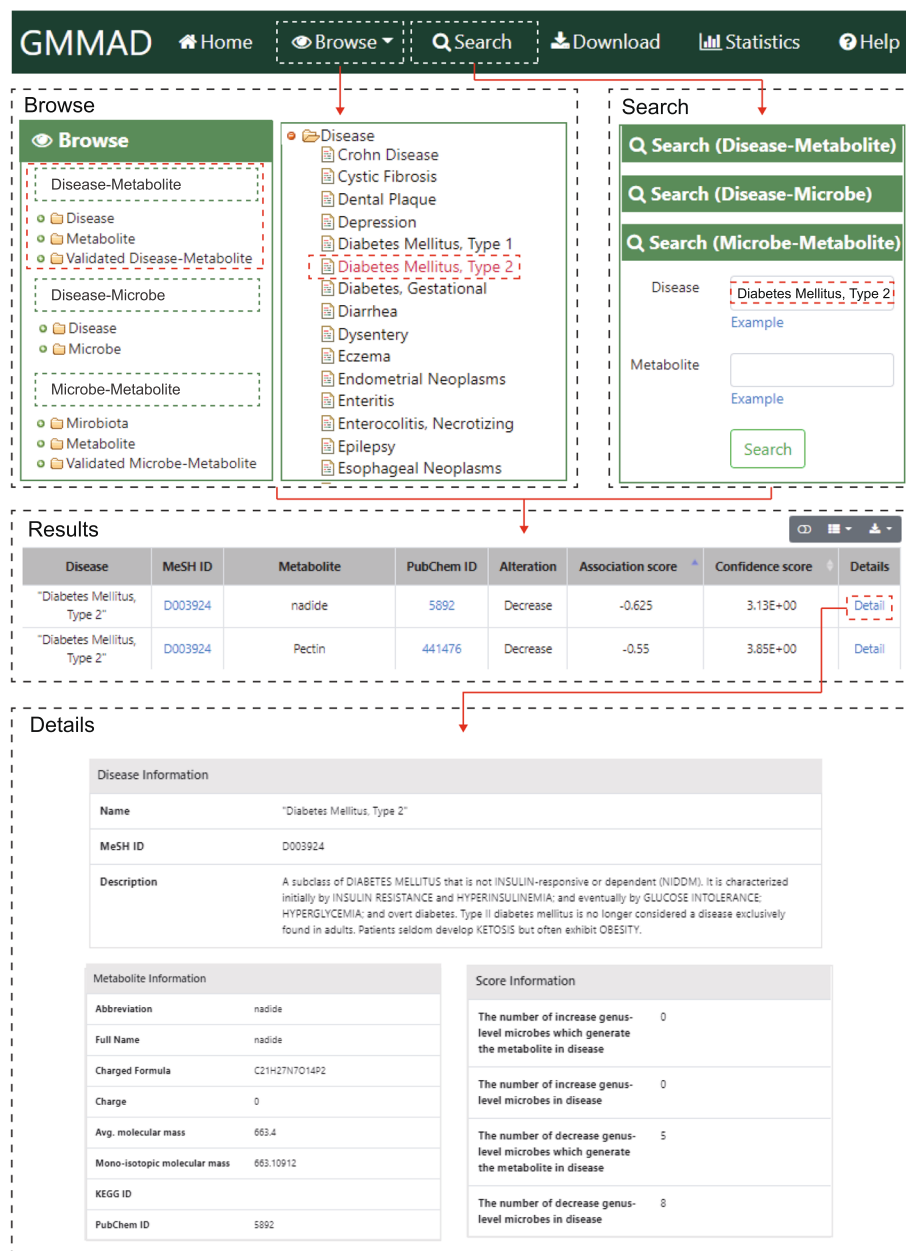 GMMAD Home Browse Search Download Statistics Help
Browse
Browse
Disease-Metabolite
Disease
Metabolite
Validated Disease-Metabolite
Disease-Microbe
Disease
Microbe
Microbe-Metabolite
Mirobiota
Metabolite
Validated Microbe-Metabolite
Disease
Crohn Disease
Cystic Fibrosis
Dental Plaque
Depression
Diabetes Mellitus, Type 1
Diabetes Mellitus, Type 2
Diabetes, Gestational
Diarrhea
Dysentery
Eczema
Endometrial Neoplasms
Enteritis
Enterocolitis, Necrotizing
Epilepsy
Esophageal Neoplasms
Search
Search (Disease-Metabolite)
Search (Disease-Microbe)
Search (Microbe-Metabolite)
Disease Diabetes Mellitus, Type 2
Example
Metabolite
Example
Search
Results
Disease MeSH ID Metabolite PubChem ID Alteration Association score Confidence score Details
"Diabetes Mellitus,
Type 2" D003924 nadide 5892 Decrease -0.625 3.13E+00 Detail
"Diabetes Mellitus,
Type 2" D003924 Pectin 441476 Decrease -0.55 3.85E+00 Detail
Details
Disease Information
Name "Diabetes Mellitus, Type 2"
MeSH ID D003924
Description A subclass of DIABETES MELLITUS that is not INSULIN-responsive or dependent (NIDDM). It is characterized
initially by INSULIN RESISTANCE and HYPERINSULINEMIA; and eventually by GLUCOSE INTOLERANCE;
HYPERGLYCEMIA; and overt diabetes. Type II diabetes mellitus is no longer considered a disease exclusively
found in adults. Patients seldom develop KETOSIS but often exhibit OBESITY.
Metabolite Information
Abbreviation nadide
Full Name nadide
Charged Formula C21H27N7O14P2
Charge 0
Avg. molecular mass 663.4
Mono-isotopic molecular mass 663.10912
KEGG ID
PubChem ID 5892
Score Information
The number of increase genus- 0
level microbes which generate
the metabolite in disease
The number of increase genus- 0
level microbes in disease
The number of decrease genus- 5
level microbes which generate
the metabolite in disease
The number of decrease genus- 8
level microbes in disease